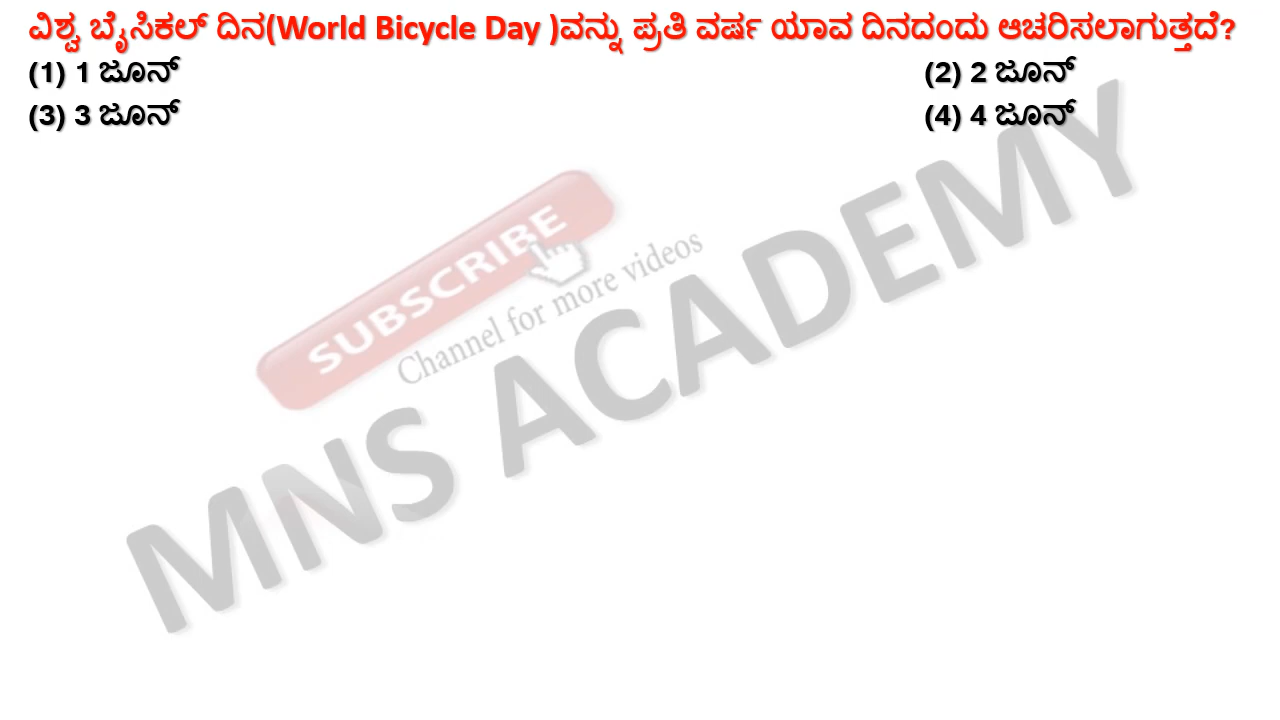 ವಿಶ್ವ ಬೈಸಿಕಲ್ ದಿನ(World Bicycle Day )ವನ್ನು ಪ್ರತಿ ವರ್ಷ ಯಾವ ದಿನದಂದು ಆಚರಿಸಲಾಗುತ್ತದೆ?
(1) 1 ಜೂನ್ (2) 2 ಜೂನ್
(3) 3 ಜೂನ್ (4) 4 ಜೂನ್
SUBSCRIBE
Channel for more videos
MNS ACADEMY